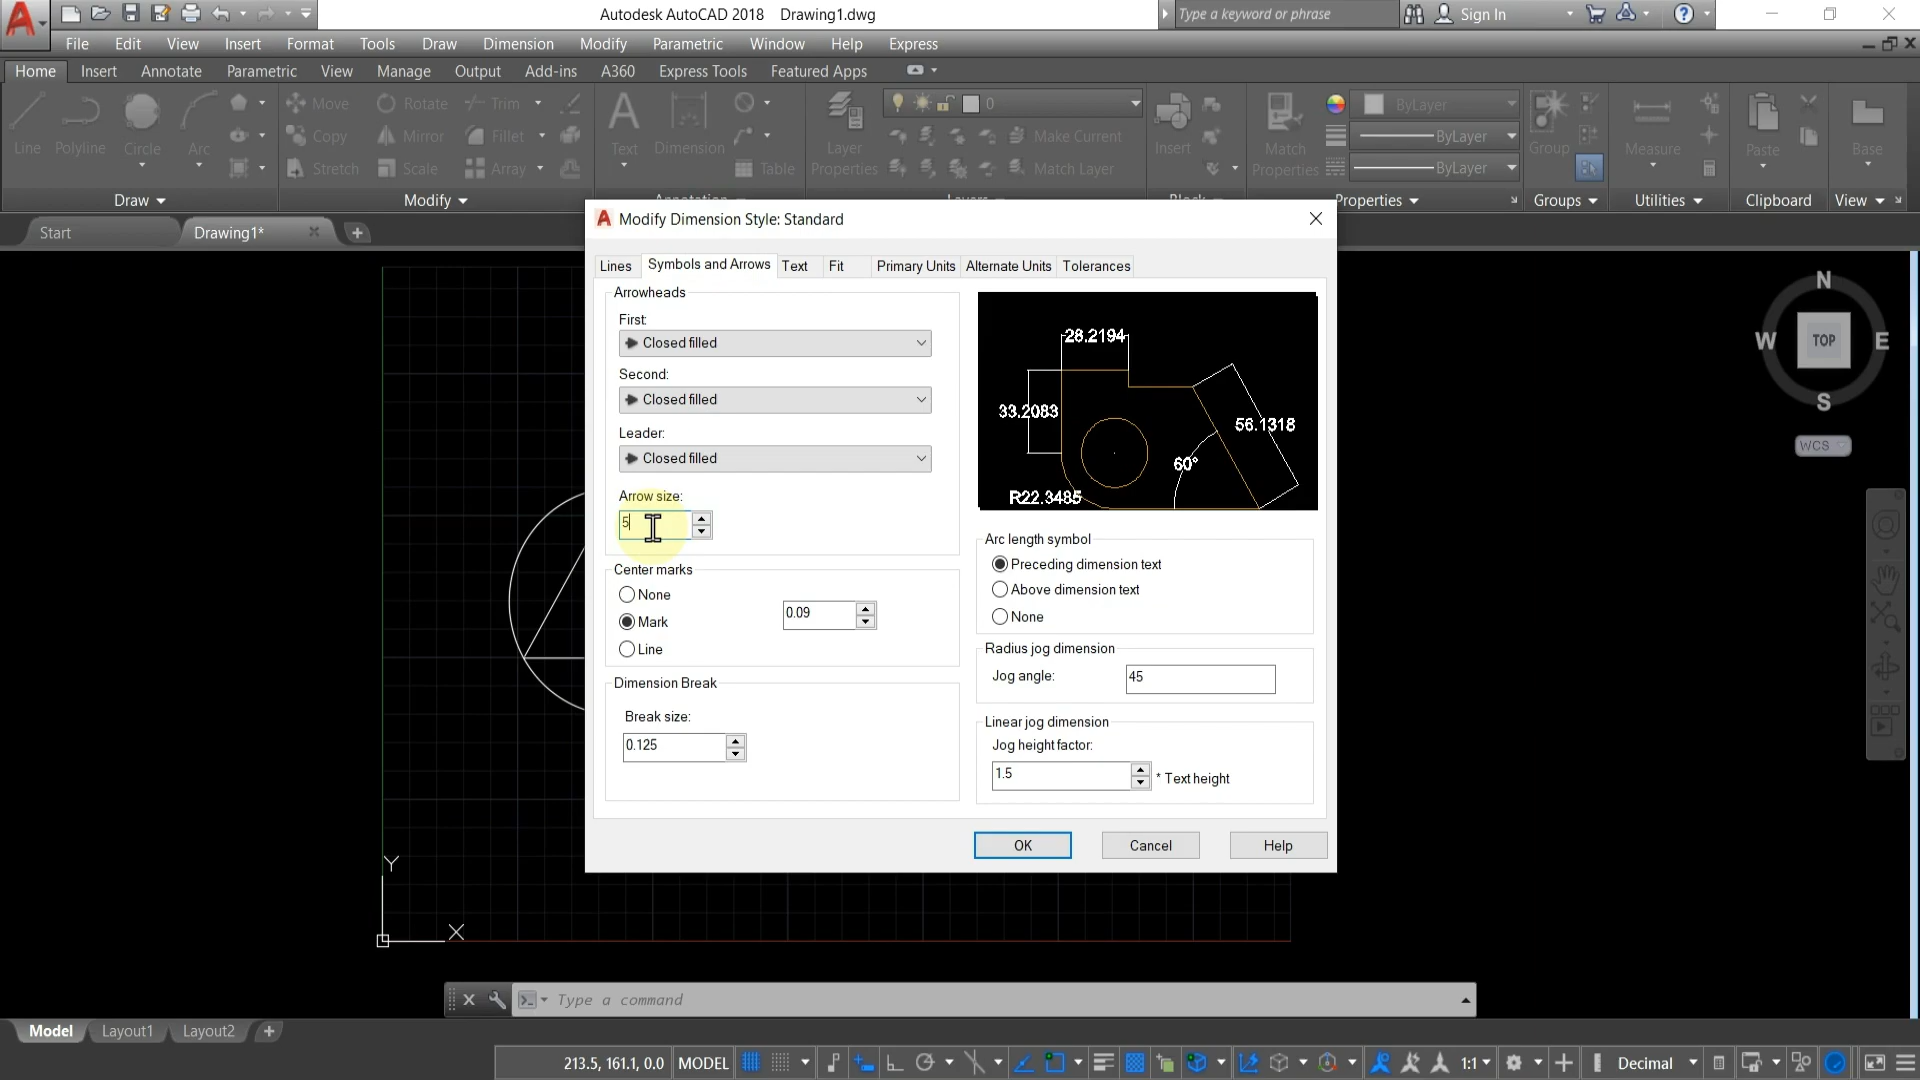 Autodesk AutoCAD 2018 Drawing1.dwg
Type a keyword or phrase
Sign In
File Edit View Insert Format Tools Draw Dimension Modify Parametric Window Help Express
Home Insert Annotate Parametric View Manage Output Add-ins A360 Express Tools Featured Apps
Line Polyline Circle Arc
Move Rotate Trim
Copy Mirror Fillet
Stretch Scale Array
Text Dimension Table
Layer Properties
0
Make Current
Match Layer
Insert
Match Properties
ByLayer
ByLayer
ByLayer
Group
Measure
Paste
Base
Draw Modify Properties Groups Utilities Clipboard View
Start Drawing1*
Modify Dimension Style: Standard
Lines Symbols and Arrows Text Fit Primary Units Alternate Units Tolerances
Arrowheads
First:
Closed filled
Second:
Closed filled
Leader:
Closed filled
Arrow size:
5
Center marks
None
Mark
0.09
Line
Dimension Break
Break size:
0.125
28.2194
33.2083
56.1318
60°
R22.3485
Arc length symbol
Preceding dimension text
Above dimension text
None
Radius jog dimension
Jog angle:
45
Linear jog dimension
Jog height factor:
1.5
* Text height
OK Cancel Help
N
W TOP E
S
WCS
Y
X
Type a command
Model Layout1 Layout2
213.5, 161.1, 0.0 MODEL 1:1 Decimal